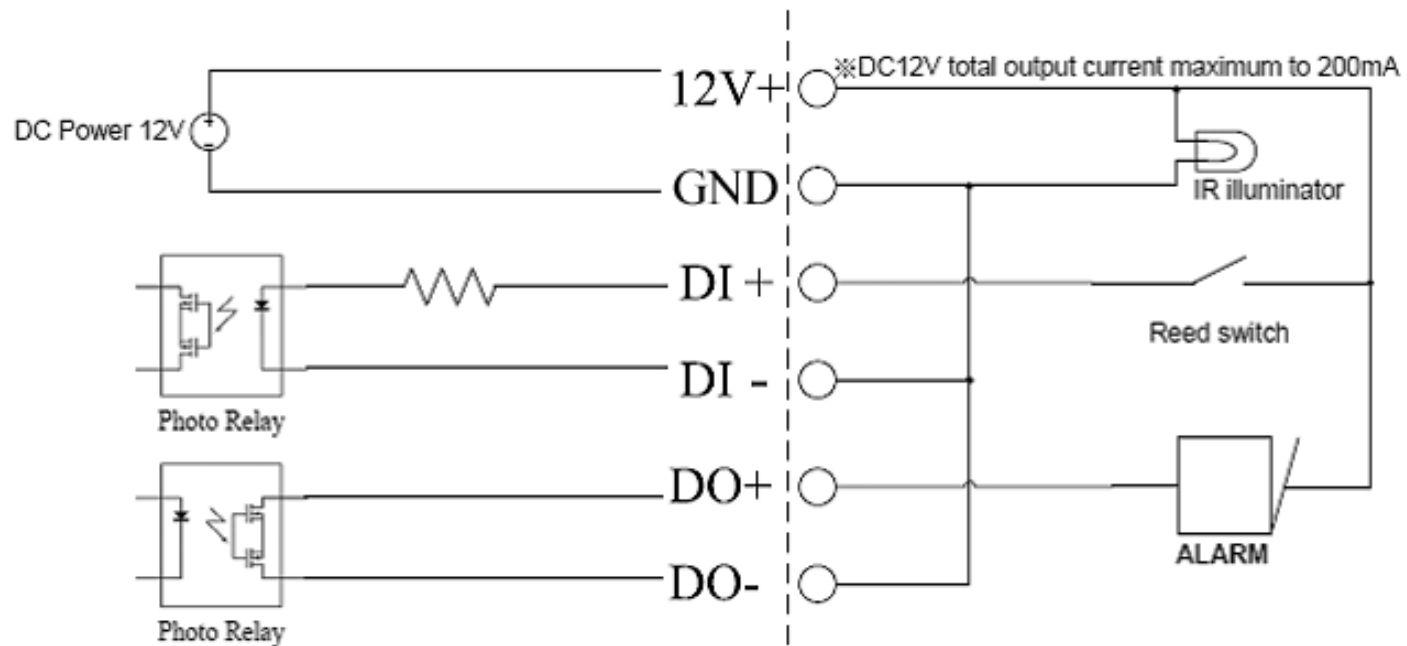 ※DC12V total output current maximum to 200mA
12V+
DC Power 12V
+
-
GND
IR illuminator
DI +
Reed switch
DI -
Photo Relay
DO+
ALARM
DO-
Photo Relay